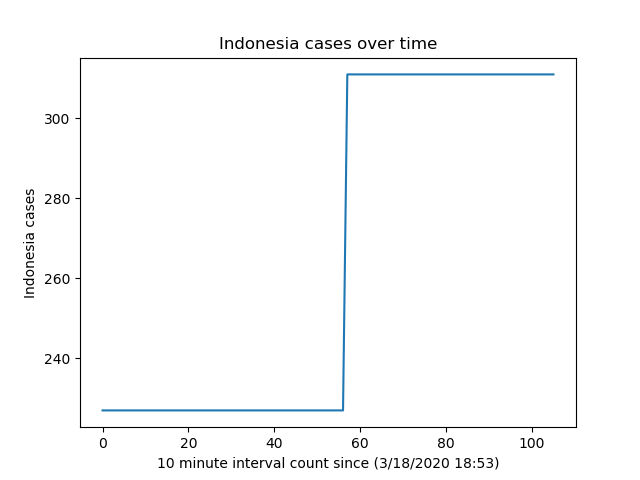 Indonesia cases over time
300
280
260
240
Indonesia cases
0 20 40 60 80 100
10 minute interval count since (3/18/2020 18:53)